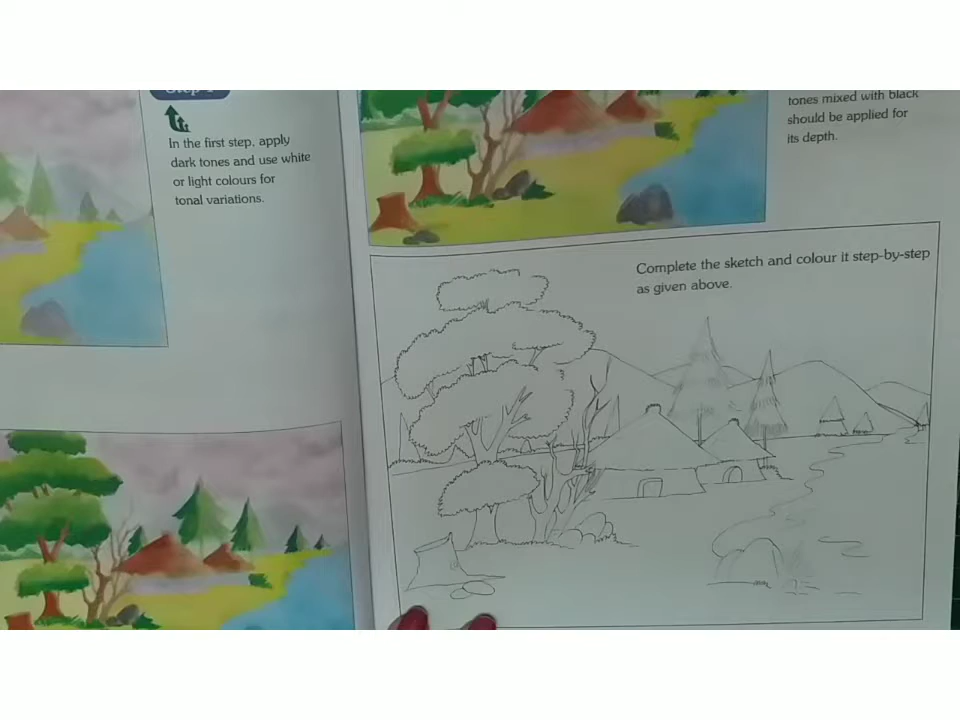 In the first step, apply
dark tones and use white
or light colours for
tonal variations.
tones mixed with black
should be applied for
its depth.
Complete the sketch and colour it step-by-step
as given above.